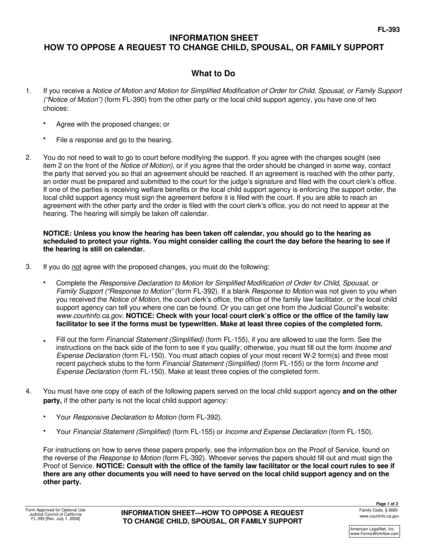 FL-393
INFORMATION SHEET
HOW TO OPPOSE A REQUEST TO CHANGE CHILD, SPOUSAL, OR FAMILY SUPPORT
What to Do
1. If you receive a Notice of Motion and Motion for Simplified Modification of Order for Child, Spousal, or Family Support
("Notice of Motion") (form FL-390) from the other party or the local child support agency, you have one of two
choices:
• Agree with the proposed changes; or
• File a response and go to the hearing.
2. You do not need to wait to go to court before modifying the support. If you agree with the changes sought (see
item 2 on the front of the Notice of Motion), or if you agree that the order should be changed in some way, contact
the party that served you so that an agreement should be reached. If an agreement is reached with the other party,
an order must be prepared and submitted to the court for the judge's signature and filed with the court clerk's office.
If one of the parties is receiving welfare benefits or the local child support agency is enforcing support order, the
local child support agency must sign the agreement before it is filed with the court. If you are able to reach an
agreement with the other party and the order is filed with the court clerk's office, you do not need to appear at the
hearing. The hearing will simply be taken off calendar.
NOTICE: Unless you know the hearing has been taken off calendar, you should go to the hearing as
scheduled to protect your rights. You might consider calling the court the day before the hearing to see if
the hearing is still on calendar.
3. If you do not agree with the proposed changes, you must do the following:
• Complete the Responsive Declaration to Motion for Simplified Modification of Order for Child, Spousal, or
Family Support ("Response to Motion" (form FL-392). If a blank Response to Motion was not given to you when
you received the Notice of Motion, the court clerk's office, the office of the family law facilitator, or the local child
support agency can tell you where one can be found. Or you can get one from the Judicial Council's website:
www.courtinfo.ca.gov. NOTICE: Check with your local court clerk's office or the office of the family law
facilitator to see if the forms must be typewritten. Make at least three copies of the completed form.
• Fill out the form Financial Statement (Simplified) (form FL-155), if you are allowed to use the form. See the
instructions on the back side of the form to see if you qualify; otherwise, you must fill out the form Income and
Expense Declaration (form FL-150). You must attach copies of your most recent W-2 form(s) and three most
recent paycheck stubs to the form Financial Statement (Simplified) (form FL-155) or the form Income and
Expense Declaration (form FL-150). Make at least three copies of the completed form.
4. You must have one copy of each of the following papers served on the local child support agency and on the other
party, if the other party is not the local child support agency:
• Your Responsive Declaration to Motion (form FL-392).
• Your Financial Statement (Simplified) (form FL-155) or Income and Expense Declaration (form FL-150).
For instructions on how to serve these papers properly, see the information box on the Proof of Service, found on
the reverse of the Response to Motion (form FL-392). Whoever serves the papers should fill out and must sign the
Proof of Service. NOTICE: Consult with the office of the family law facilitator or the local court rules to see if
there are any other documents you will need to have served on the local child support agency and on the
other party.
Page 1 of 2
Form Approved for Optional Use
Judicial Council of California
FL-393 [Rev. July 1, 2008]
INFORMATION SHEET—HOW TO OPPOSE A REQUEST
TO CHANGE CHILD, SPOUSAL, OR FAMILY SUPPORT
Family Code, § 3680
www.courtinfo.ca.gov
American LegalNet, Inc.
www.FormsWorkflow.com